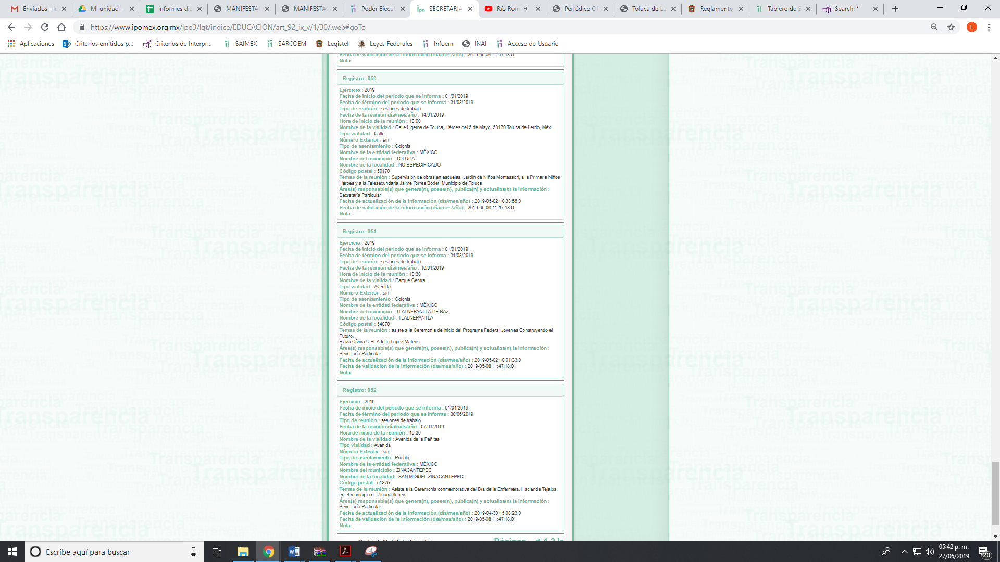 Enviados - lu
Mi unidad -
informes dia
MANIFESTAC
MANIFESTAC
Poder Ejecut
SECRETARIA
Río Rom
Periódico Of
Toluca de Le
Reglamento
Tablero de S
Search: *
https://www.ipomex.org.mx/ipo3/lgt/indice/EDUCACION/art_92_ix_v/1/30/.web#goTo
L
Aplicaciones
Criterios emitidos p...
Criterios de Interpr...
SAIMEX
SARCOEM
Legistel
Leyes Federales
Infoem
INAI
Acceso de Usuario
Fecha de validación de la información (día/mes/año) : 2019-05-08 11:47:18.0
Nota :
Registro: 050
Ejercicio : 2019
Fecha de inicio del periodo que se informa : 01/01/2019
Fecha de término del periodo que se informa : 31/03/2019
Tipo de reunión : sesiones de trabajo
Fecha de la reunión día/mes/año : 14/01/2019
Hora de inicio de la reunión : 10:00
Nombre de la vialidad : Calle Ligeros de Toluca, Héroes del 5 de Mayo, 50170 Toluca de Lerdo, Méx
Tipo vialidad : Calle
Número Exterior : s/n
Tipo de asentamiento : Colonia
Nombre de la entidad federativa : MÉXICO
Nombre del municipio : TOLUCA
Nombre de la localidad : NO ESPECIFICADO
Código postal : 50170
Temas de la reunión : Supervisión de obras en escuelas: Jardín de Niños Montessori, a la Primaria Niños
Héroes y a la Telesecundaria Jaime Torres Bodet, Municipio de Toluca
Área(s) responsable(s) que genera(n), posee(n), publica(n) y actualiza(n) la información :
Secretaría Particular
Fecha de actualización de la información (día/mes/año) : 2019-05-02 10:33:55.0
Fecha de validación de la información (día/mes/año) : 2019-05-08 11:47:18.0
Nota :
Registro: 051
Ejercicio : 2019
Fecha de inicio del periodo que se informa : 01/01/2019
Fecha de término del periodo que se informa : 31/03/2019
Tipo de reunión : sesiones de trabajo
Fecha de la reunión día/mes/año : 10/01/2019
Hora de inicio de la reunión : 10:30
Nombre de la vialidad : Parque Central
Tipo vialidad : Avenida
Número Exterior : s/n
Tipo de asentamiento : Colonia
Nombre de la entidad federativa : MÉXICO
Nombre del municipio : TLALNEPANTLA DE BAZ
Nombre de la localidad : TLALNEPANTLA
Código postal : 54070
Temas de la reunión : asiste a la Ceremonia de inicio del Programa Federal Jóvenes Construyendo el
Futuro,
Plaza Cívica U.H. Adolfo Lopez Mateos
Área(s) responsable(s) que genera(n), posee(n), publica(n) y actualiza(n) la información :
Secretaría Particular
Fecha de actualización de la información (día/mes/año) : 2019-05-02 10:01:33.0
Fecha de validación de la información (día/mes/año) : 2019-05-08 11:47:18.0
Nota :
Registro: 052
Ejercicio : 2019
Fecha de inicio del periodo que se informa : 01/01/2019
Fecha de término del periodo que se informa : 30/06/2019
Tipo de reunión : sesiones de trabajo
Fecha de la reunión día/mes/año : 07/01/2019
Hora de inicio de la reunión : 10:30
Nombre de la vialidad : Avenida de la Peñitas
Tipo vialidad : Avenida
Número Exterior : s/n
Tipo de asentamiento : Pueblo
Nombre de la entidad federativa : MÉXICO
Nombre del municipio : ZINACANTEPEC
Nombre de la localidad : SAN MIGUEL ZINACANTEPEC
Código postal : 51375
Temas de la reunión : Asiste a la Ceremonia conmemorativa del Día de la Enfermera, Hacienda Tejalpa,
en el municipio de Zinacantepec
Área(s) responsable(s) que genera(n), posee(n), publica(n) y actualiza(n) la información :
Secretaría Particular
Fecha de actualización de la información (día/mes/año) : 2019-04-30 15:08:23.0
Fecha de validación de la información (día/mes/año) : 2019-05-08 11:47:18.0
Nota :
Escribe aquí para buscar
05:42 p. m.
27/06/2019
20